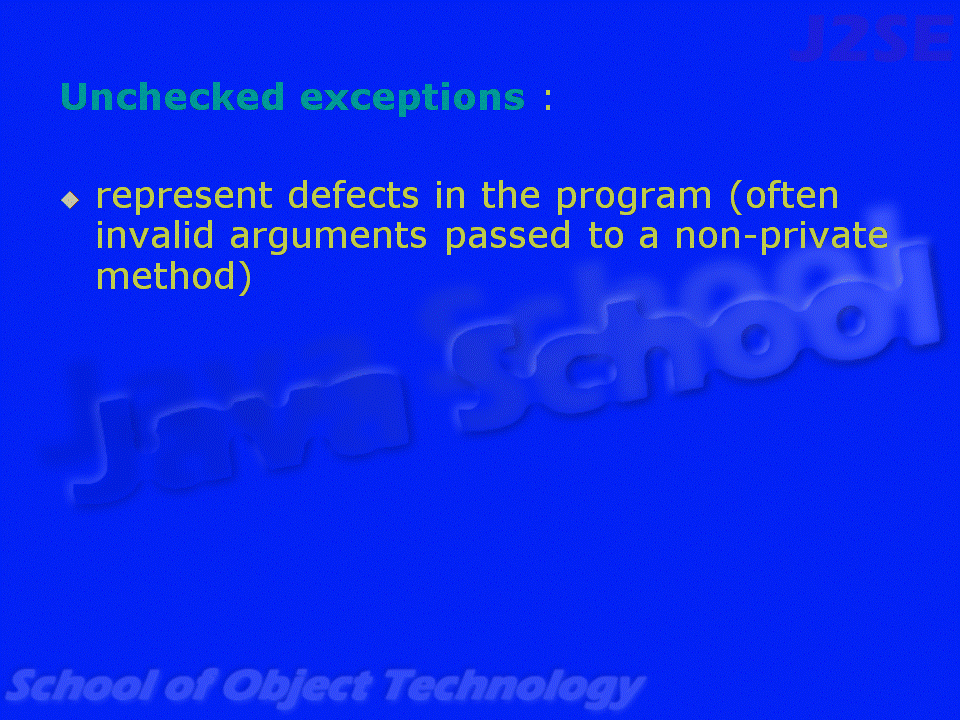 J2SE
Unchecked exceptions :
represent defects in the program (often
invalid arguments passed to a non-private
method)
Java School
School of Object Technology